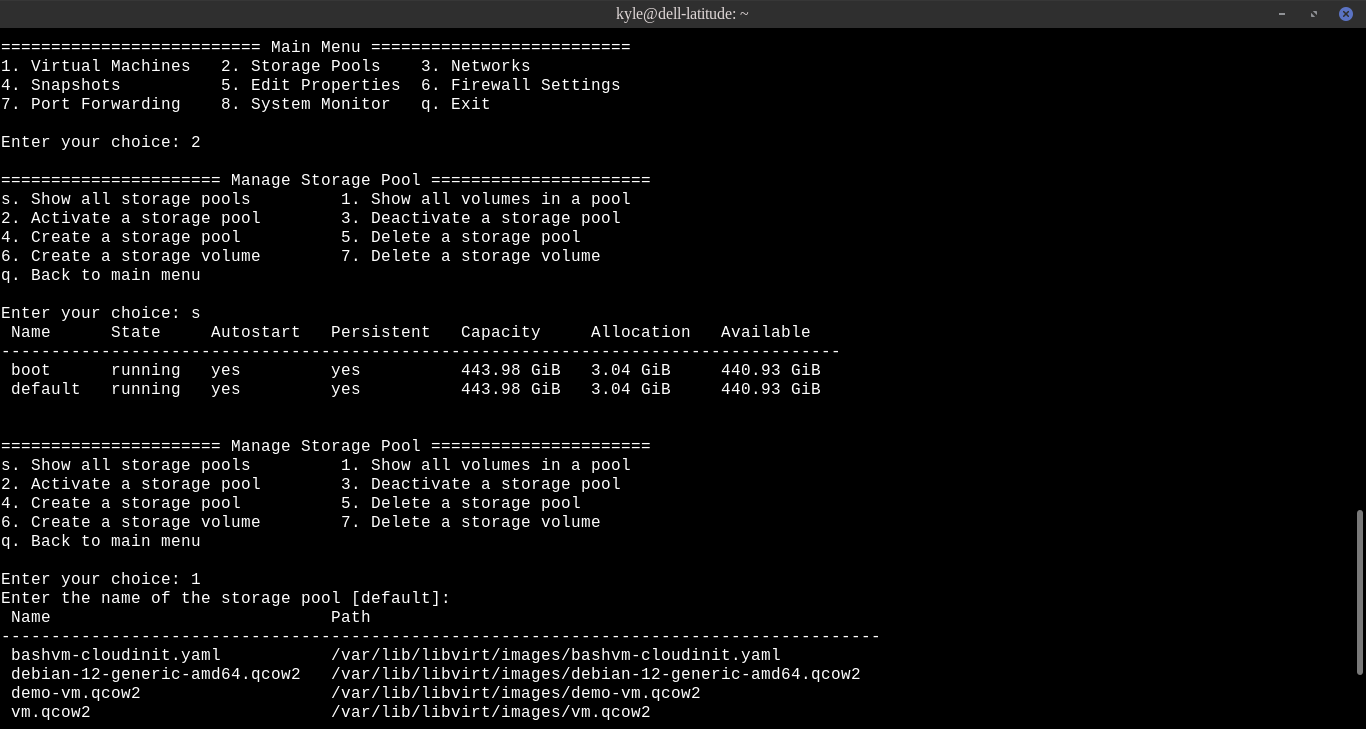 kyle@dell-latitude: ~
========================== Main Menu ==========================
1. Virtual Machines   2. Storage Pools    3. Networks
4. Snapshots          5. Edit Properties  6. Firewall Settings
7. Port Forwarding    8. System Monitor   q. Exit
Enter your choice: 2
====================== Manage Storage Pool ======================
s. Show all storage pools         1. Show all volumes in a pool
2. Activate a storage pool        3. Deactivate a storage pool
4. Create a storage pool          5. Delete a storage pool
6. Create a storage volume        7. Delete a storage volume
q. Back to main menu
Enter your choice: s
 Name      State     Autostart   Persistent   Capacity     Allocation   Available
------------------------------------------------------------------------------------
 boot      running   yes         yes          443.98 GiB   3.04 GiB     440.93 GiB
 default   running   yes         yes          443.98 GiB   3.04 GiB     440.93 GiB
====================== Manage Storage Pool ======================
s. Show all storage pools         1. Show all volumes in a pool
2. Activate a storage pool        3. Deactivate a storage pool
4. Create a storage pool          5. Delete a storage pool
6. Create a storage volume        7. Delete a storage volume
q. Back to main menu
Enter your choice: 1
Enter the name of the storage pool [default]:
 Name                            Path
----------------------------------------------------------------------------------------
 bashvm-cloudinit.yaml           /var/lib/libvirt/images/bashvm-cloudinit.yaml
 debian-12-generic-amd64.qcow2   /var/lib/libvirt/images/debian-12-generic-amd64.qcow2
 demo-vm.qcow2                   /var/lib/libvirt/images/demo-vm.qcow2
 vm.qcow2                        /var/lib/libvirt/images/vm.qcow2